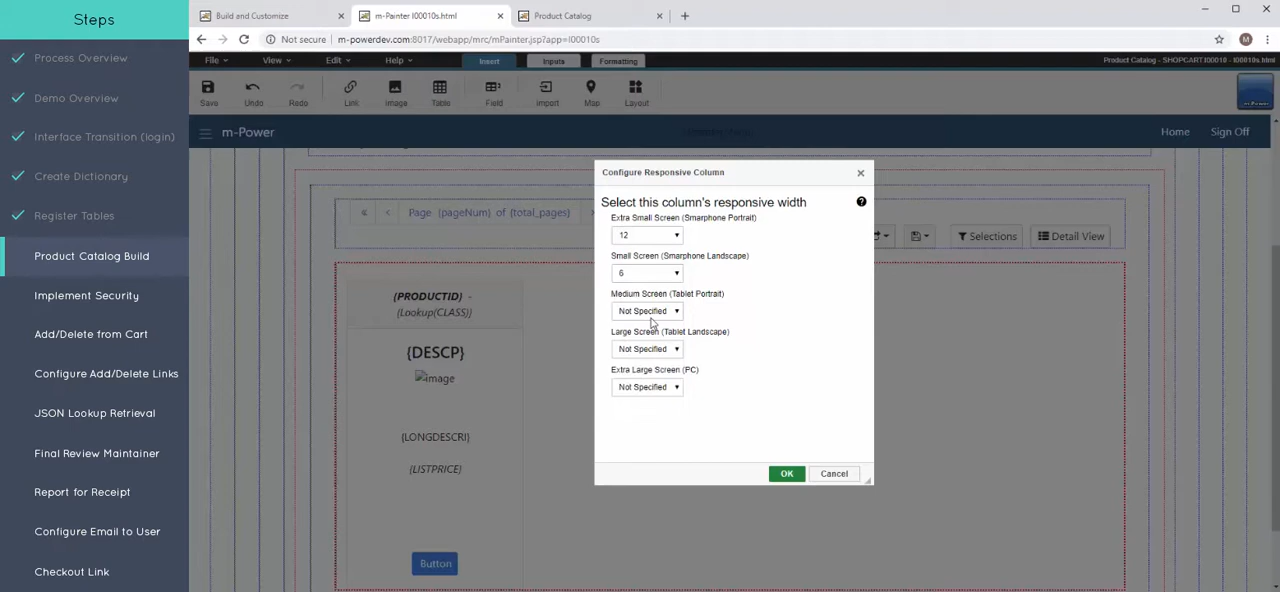 Steps
Process Overview
Demo Overview
Interface Transition (login)
Create Dictionary
Register Tables
Product Catalog Build
Implement Security
Add/Delete from Cart
Configure Add/Delete Links
JSON Lookup Retrieval
Final Review Maintainer
Report for Receipt
Configure Email to User
Checkout Link
Build and Customize
m-Painter I00010s.html
Product Catalog
Not secure
m-powerdev.com:8017/webapp/mrc/mPainter.jsp?app=I00010s
M
File View Edit Help Insert Inputs Formatting
Product Catalog - SHOPCART I00010 - I00010s.html
Save Undo Redo Link Image Table Field Import Map Layout
m-Power
m-Power Home Sign Off
Page {pageNum} of {total_pages}
Selections Detail View
{PRODUCTID} -
{Lookup(CLASS)}
{DESCP}
image
{LONGDESCRI}
{LISTPRICE}
Button
Configure Responsive Column
Select this column's responsive width
Extra Small Screen (Smarphone Portrait)
12
Small Screen (Smarphone Landscape)
6
Medium Screen (Tablet Portrait)
Not Specified
Large Screen (Tablet Landscape)
Not Specified
Extra Large Screen (PC)
Not Specified
OK Cancel